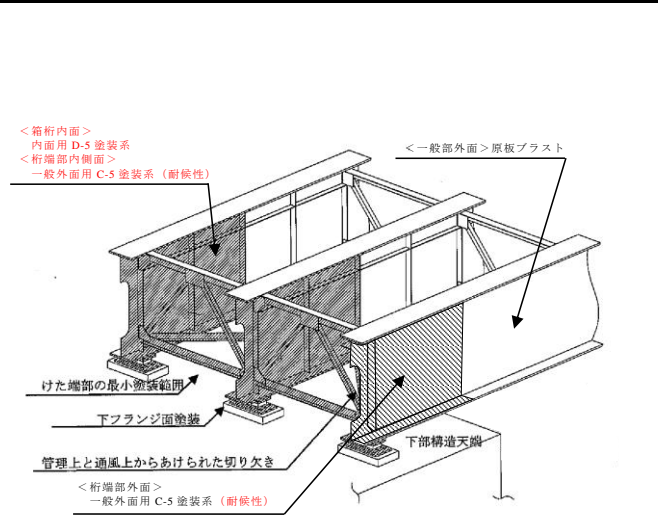 ＜箱桁内面＞
内面用 D-5 塗装系
＜桁端部内側面＞
一般外面用 C-5 塗装系（耐候性）
＜一般部外面＞原板ブラスト
けた端部の最小塗装範囲
下フランジ面塗装
管理上と通風上からあけられた切り欠き
下部構造天端
＜桁端部外面＞
一般外面用 C-5 塗装系（耐候性）